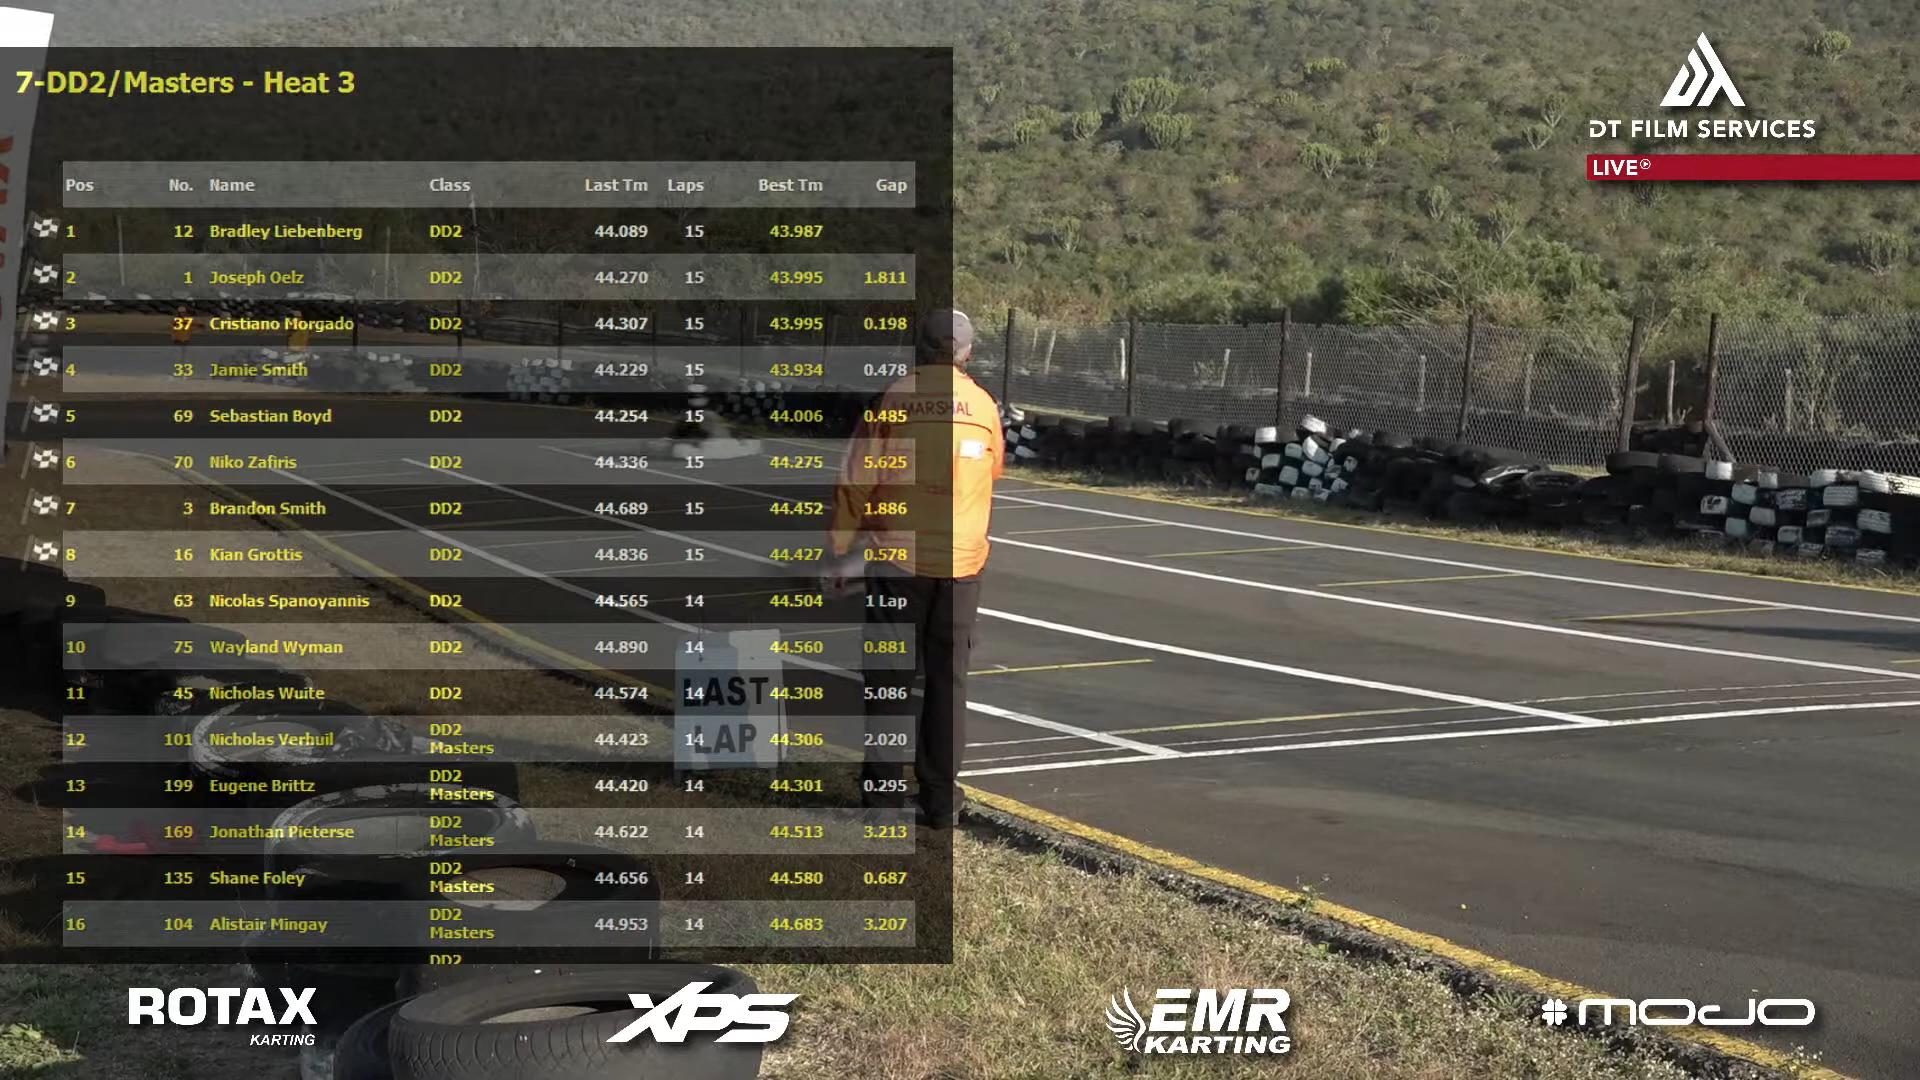 7-DD2/Masters - Heat 3
Pos No. Name Class Last Tm Laps Best Tm Gap
1 12 Bradley Liebenberg DD2 44.089 15 43.987
2 1 Joseph Oelz DD2 44.270 15 43.995 1.811
3 37 Cristiano Morgado DD2 44.307 15 43.995 0.198
4 33 Jamie Smith DD2 44.229 15 43.934 0.478
5 69 Sebastian Boyd DD2 44.254 15 44.006 0.485
6 70 Niko Zafiris DD2 44.336 15 44.275 5.625
7 3 Brandon Smith DD2 44.689 15 44.452 1.886
8 16 Kian Grottis DD2 44.836 15 44.427 0.578
9 63 Nicolas Spanoyannis DD2 44.565 14 44.504 1 Lap
10 75 Wayland Wyman DD2 44.890 14 44.560 0.881
11 45 Nicholas Wuite DD2 44.574 14 44.308 5.086
12 101 Nicholas Verhuil DD2 Masters 44.423 14 44.306 2.020
13 199 Eugene Brittz DD2 Masters 44.420 14 44.301 0.295
14 169 Jonathan Pieterse DD2 Masters 44.622 14 44.513 3.213
15 135 Shane Foley DD2 Masters 44.656 14 44.580 0.687
16 104 Alistair Mingay DD2 Masters 44.953 14 44.683 3.207
DD2
DT FILM SERVICES
LIVE
MARSHAL
LAST
LAP
ROTAX
KARTING
XPS
EMR
KARTING
MOJO